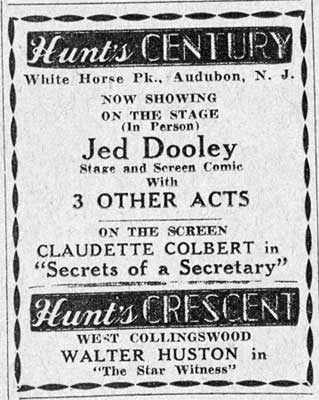 Hunt's CENTURY
White Horse Pk., Audubon, N. J.
NOW SHOWING
ON THE STAGE
(In Person)
Jed Dooley
Stage and Screen Comic
With
3 OTHER ACTS
ON THE SCREEN
CLAUDETTE COLBERT in
"Secrets of a Secretary"
Hunt's CRESCENT
WEST COLLINGSWOOD
WALTER HUSTON in
"The Star Witness"